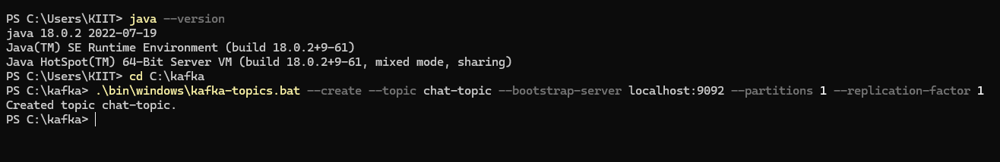 PS C:\Users\KIIT> java --version
java 18.0.2 2022-07-19
Java(TM) SE Runtime Environment (build 18.0.2+9-61)
Java HotSpot(TM) 64-Bit Server VM (build 18.0.2+9-61, mixed mode, sharing)
PS C:\Users\KIIT> cd C:\kafka
PS C:\kafka> .\bin\windows\kafka-topics.bat --create --topic chat-topic --bootstrap-server localhost:9092 --partitions 1 --replication-factor 1
Created topic chat-topic.
PS C:\kafka>